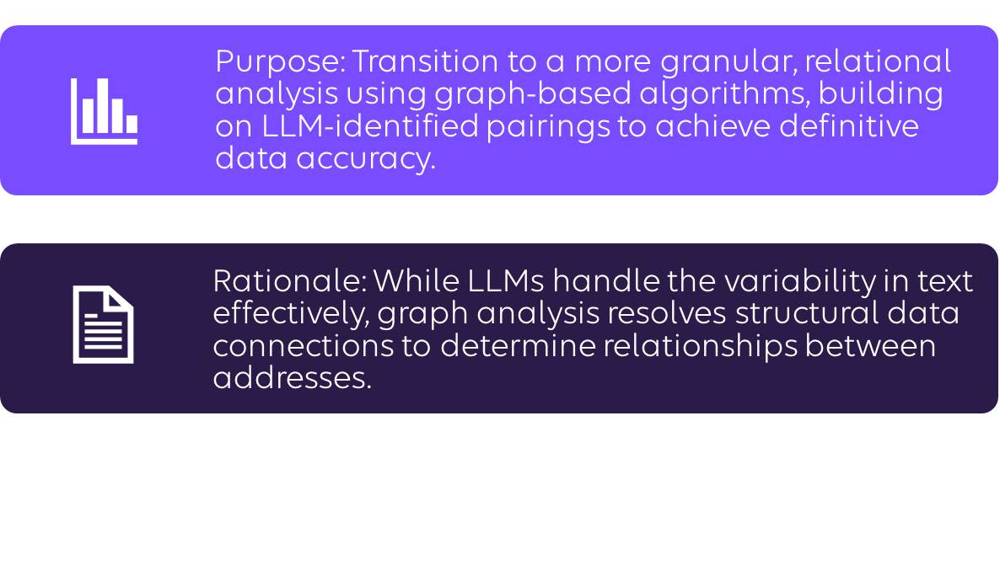 Purpose: Transition to a more granular, relational
analysis using graph-based algorithms, building
on LLM-identified pairings to achieve definitive
data accuracy.
Rationale: While LLMs handle the variability in text
effectively, graph analysis resolves structural data
connections to determine relationships between
addresses.